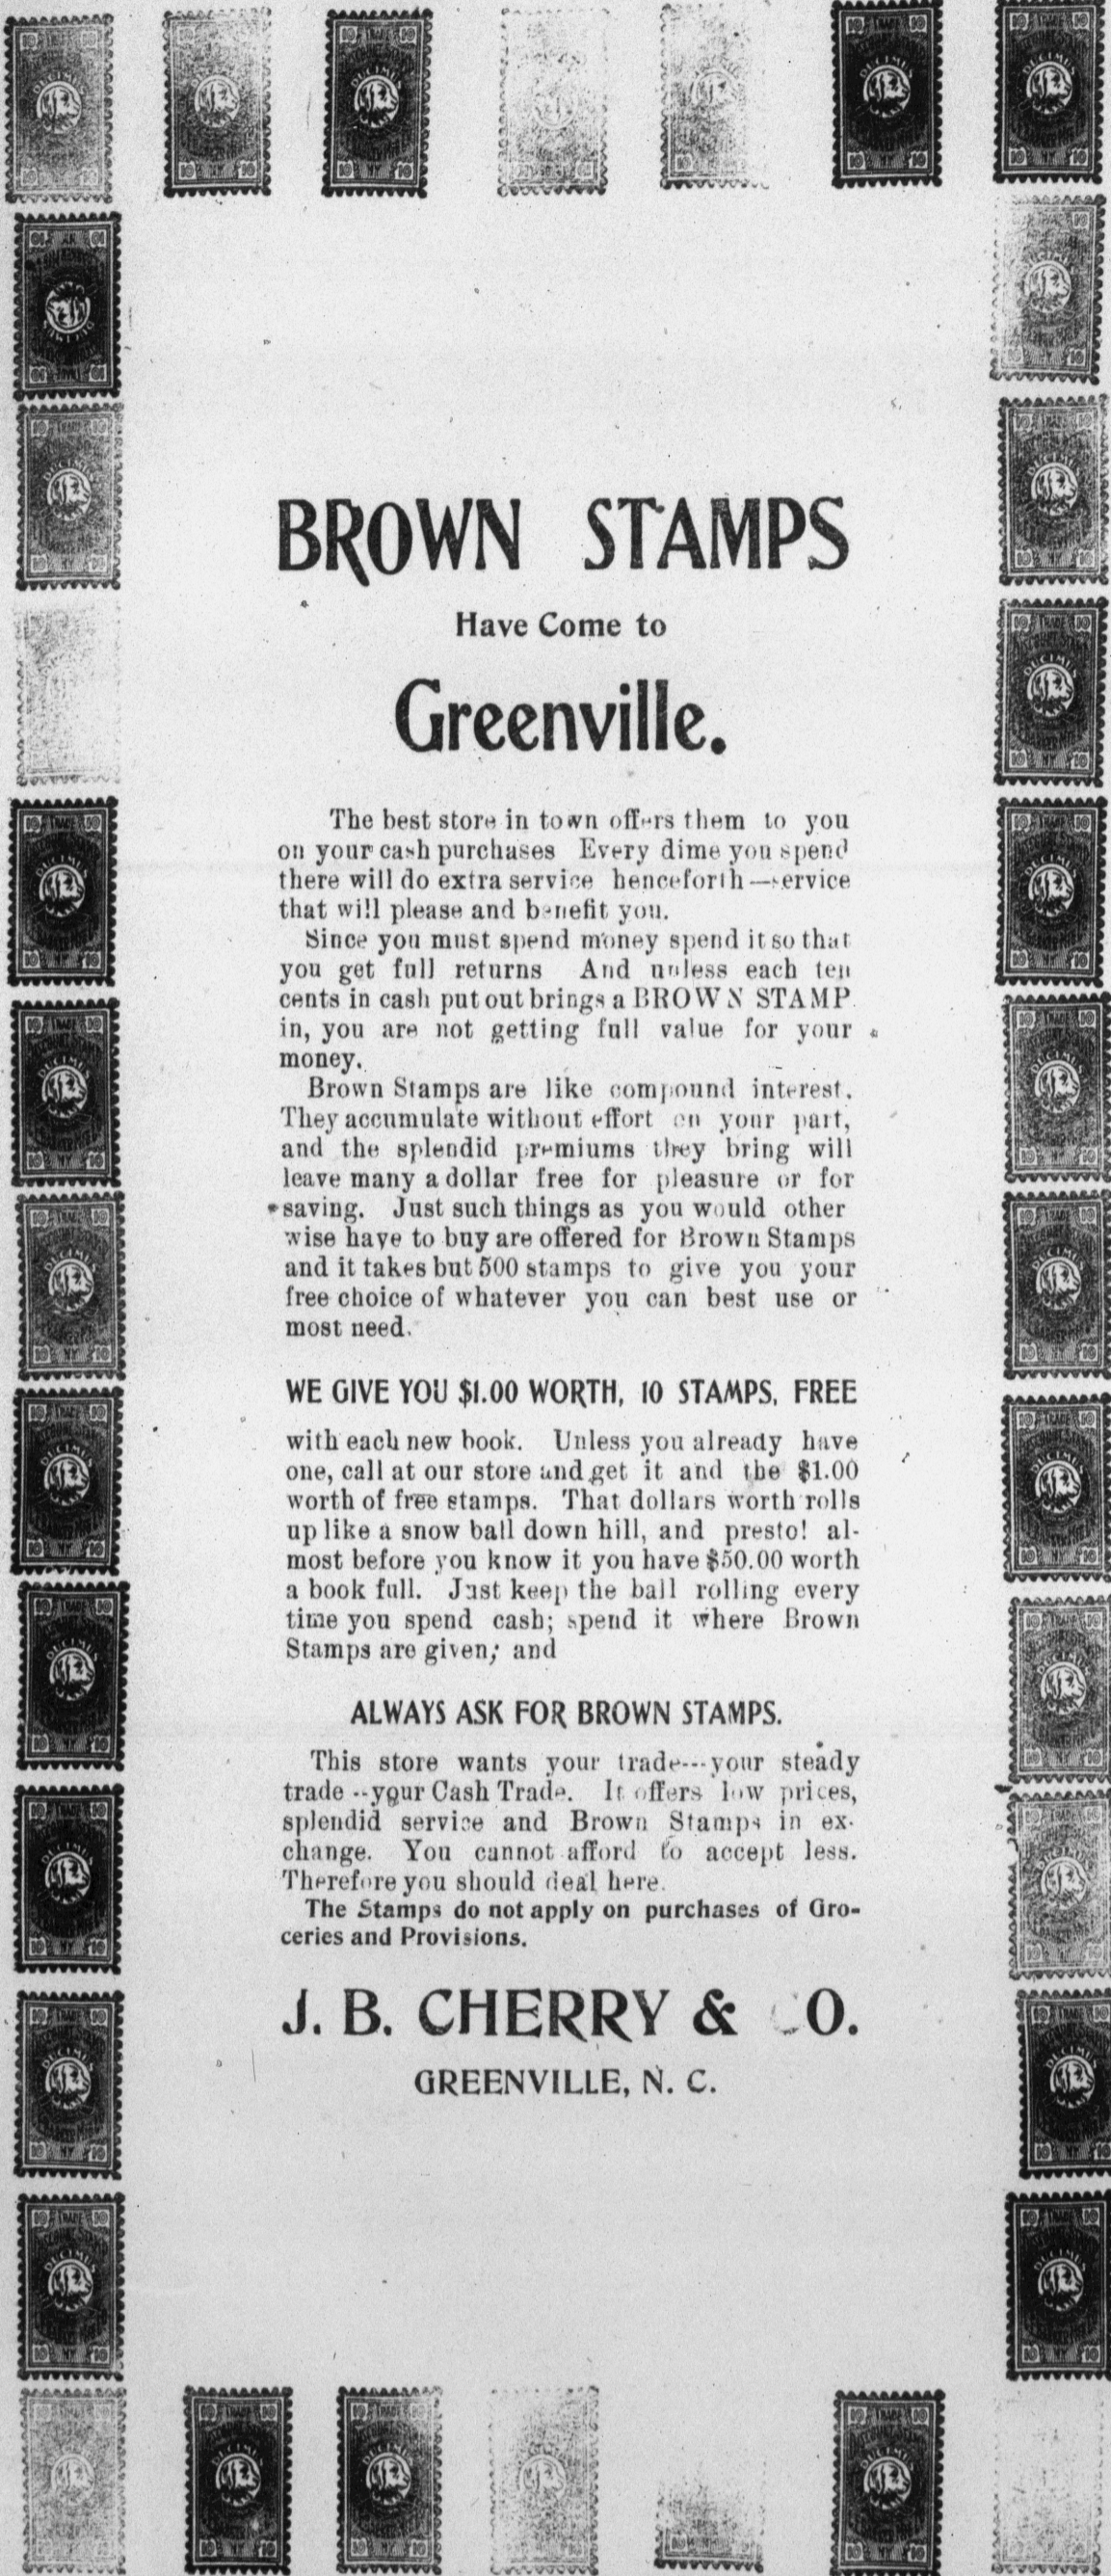 BROWN STAMPS
Have Come to
Greenville.
The best store in town offers them to you
on your cash purchases Every dime you spend
there will do extra service henceforth—service
that will please and benefit you.
Since you must spend money spend it so that
you get full returns And unless each ten
cents in cash put out brings a BROWN STAMP
in, you are not getting full value for your
money.
Brown Stamps are like compound interest.
They accumulate without effort on your part,
and the splendid premiums they bring will
leave many a dollar free for pleasure or for
saving. Just such things as you would other
wise have to buy are offered for Brown Stamps
and it takes but 500 stamps to give you your
free choice of whatever you can best use or
most need.
WE GIVE YOU $1.00 WORTH, 10 STAMPS, FREE
with each new book. Unless you already have
one, call at our store and get it and the $1.00
worth of free stamps. That dollars worth rolls
up like a snow ball down hill, and presto! al-
most before you know it you have $50.00 worth
a book full. Just keep the ball rolling every
time you spend cash; spend it where Brown
Stamps are given; and
ALWAYS ASK FOR BROWN STAMPS.
This store wants your trade---your steady
trade--your Cash Trade. It offers low prices,
splendid service and Brown Stamps in ex-
change. You cannot afford to accept less.
Therefore you should deal here.
The Stamps do not apply on purchases of Gro-
ceries and Provisions.
J. B. CHERRY & CO.
GREENVILLE, N. C.